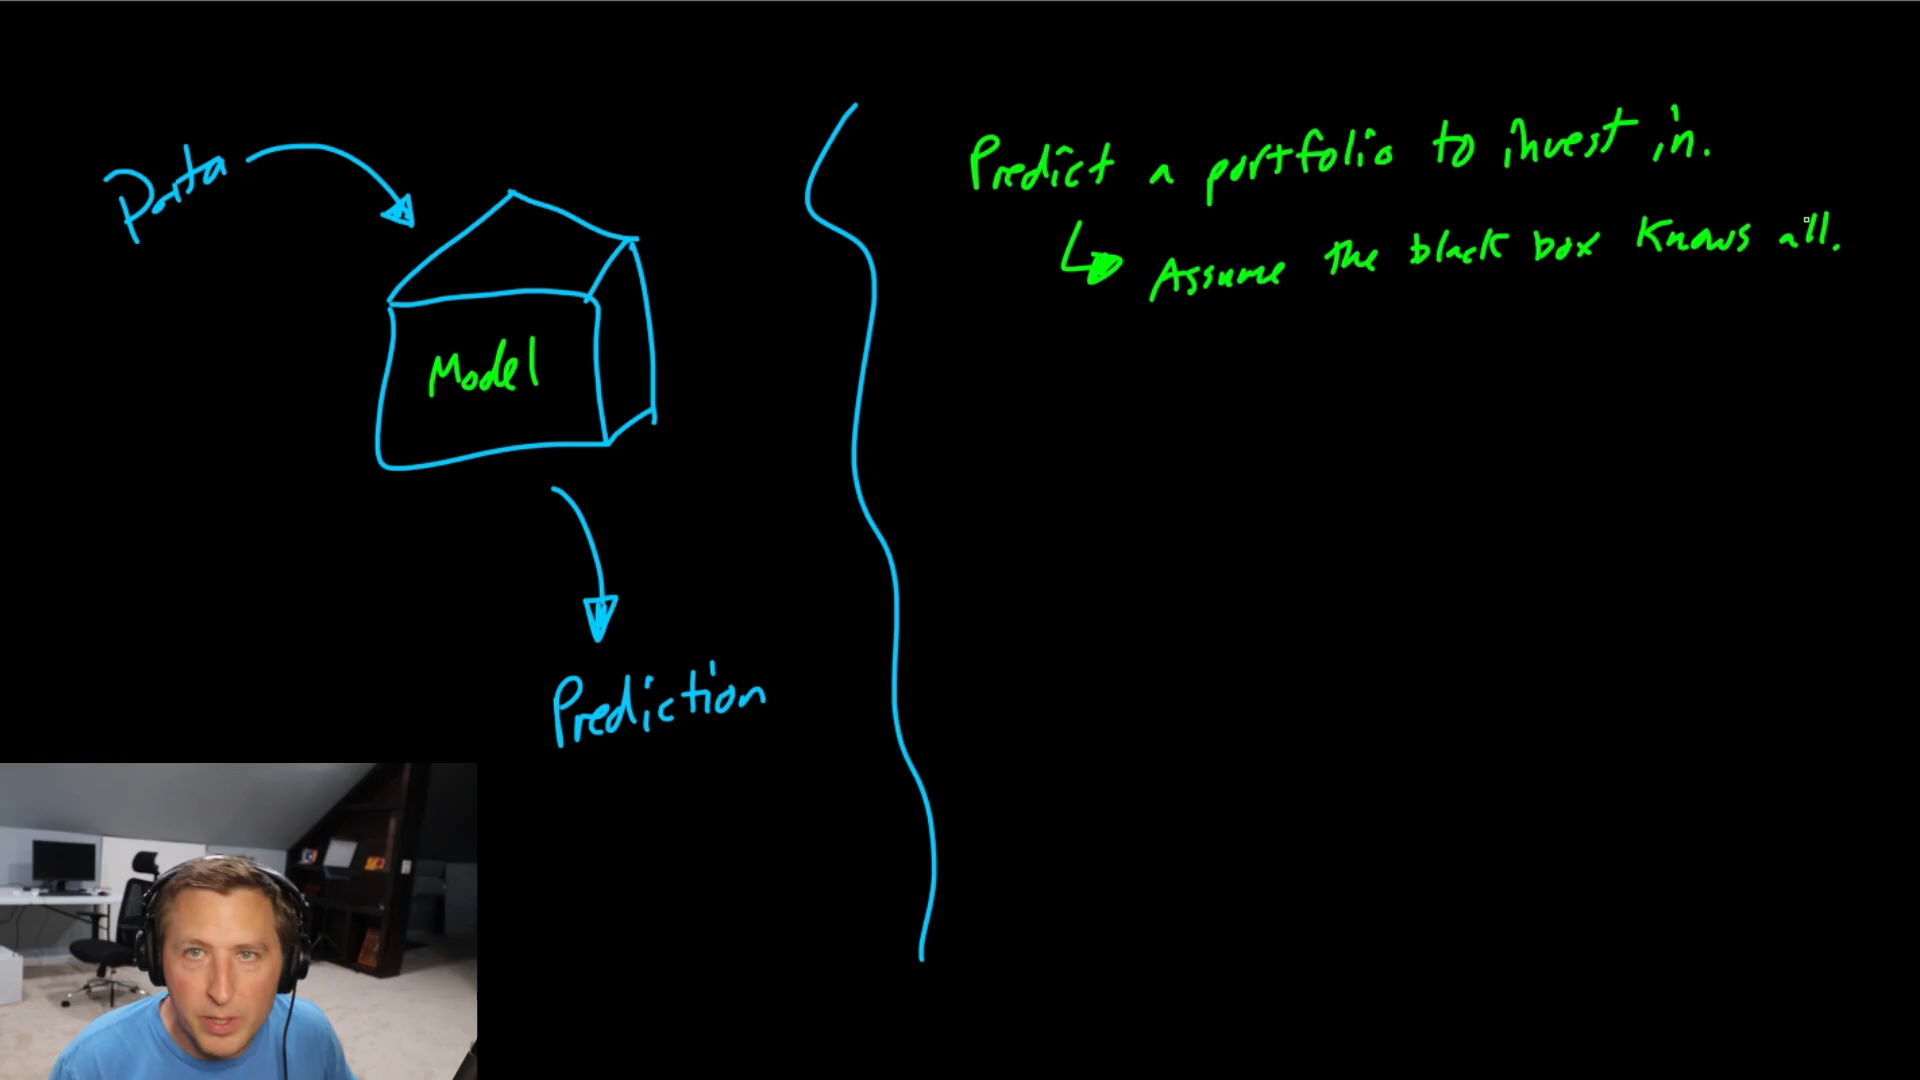 Data
Model
Prediction
Predict a portfolio to invest in.
Assume the black box knows all.